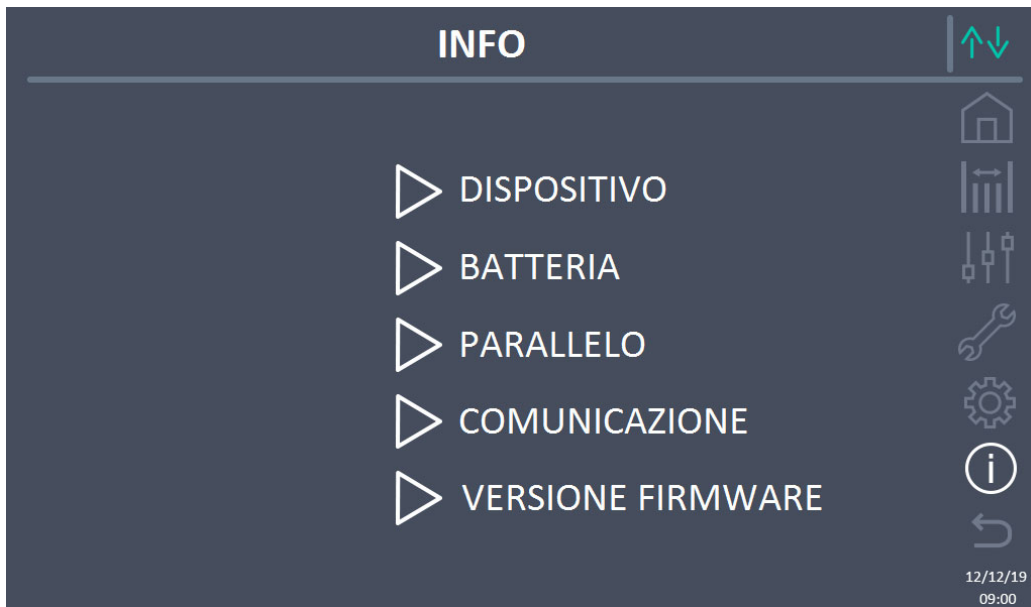 INFO
DISPOSITIVO
BATTERIA
PARALLELO
COMUNICAZIONE
VERSIONE FIRMWARE
12/12/19
09:00